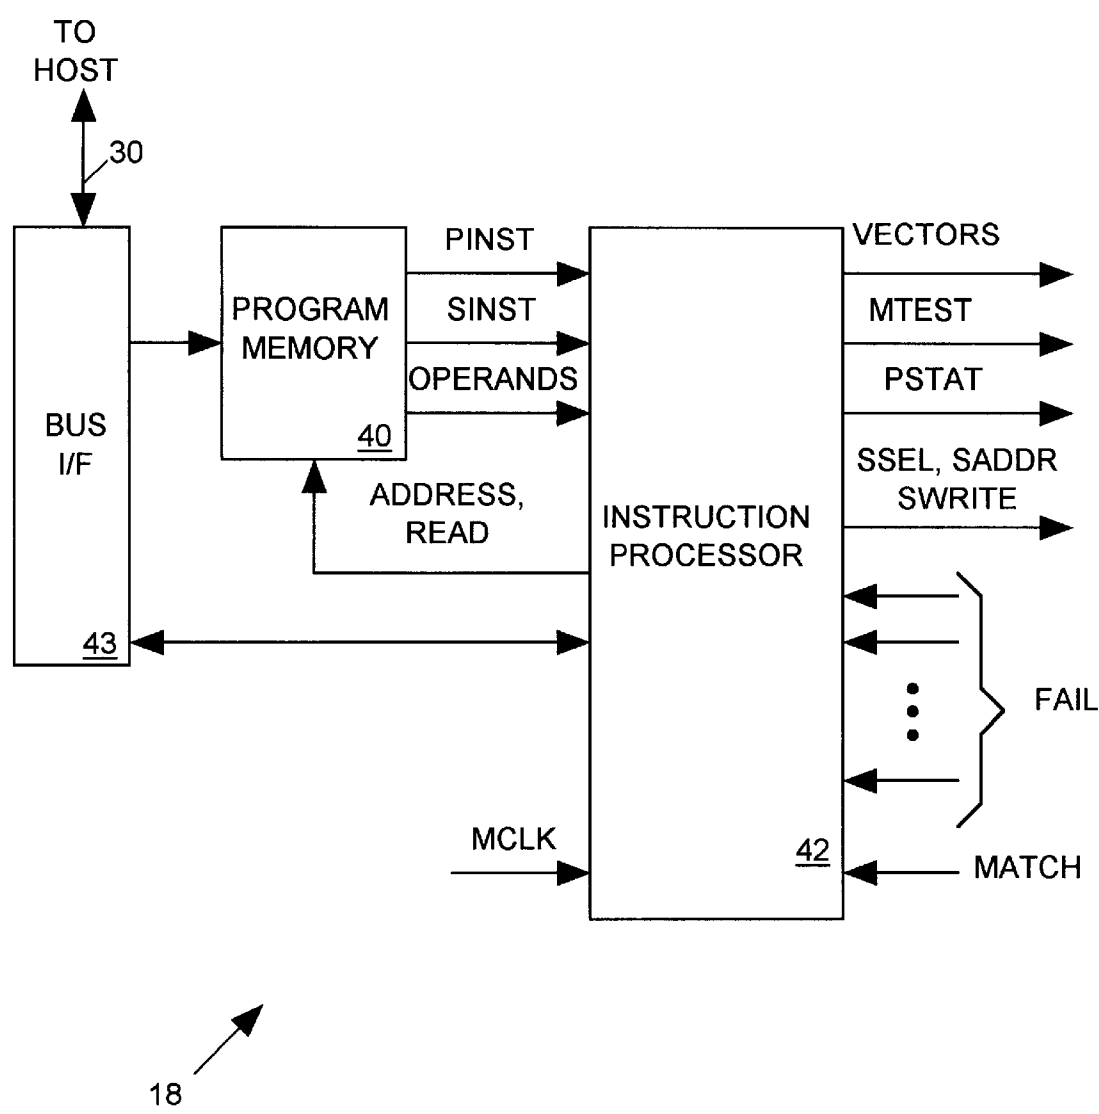 TO
HOST
30
BUS
I/F
43
PROGRAM
MEMORY
40
PINST
SINST
OPERANDS
ADDRESS,
READ
INSTRUCTION
PROCESSOR
42
VECTORS
MTEST
PSTAT
SSEL, SADDR
SWRITE
FAIL
MATCH
MCLK
18